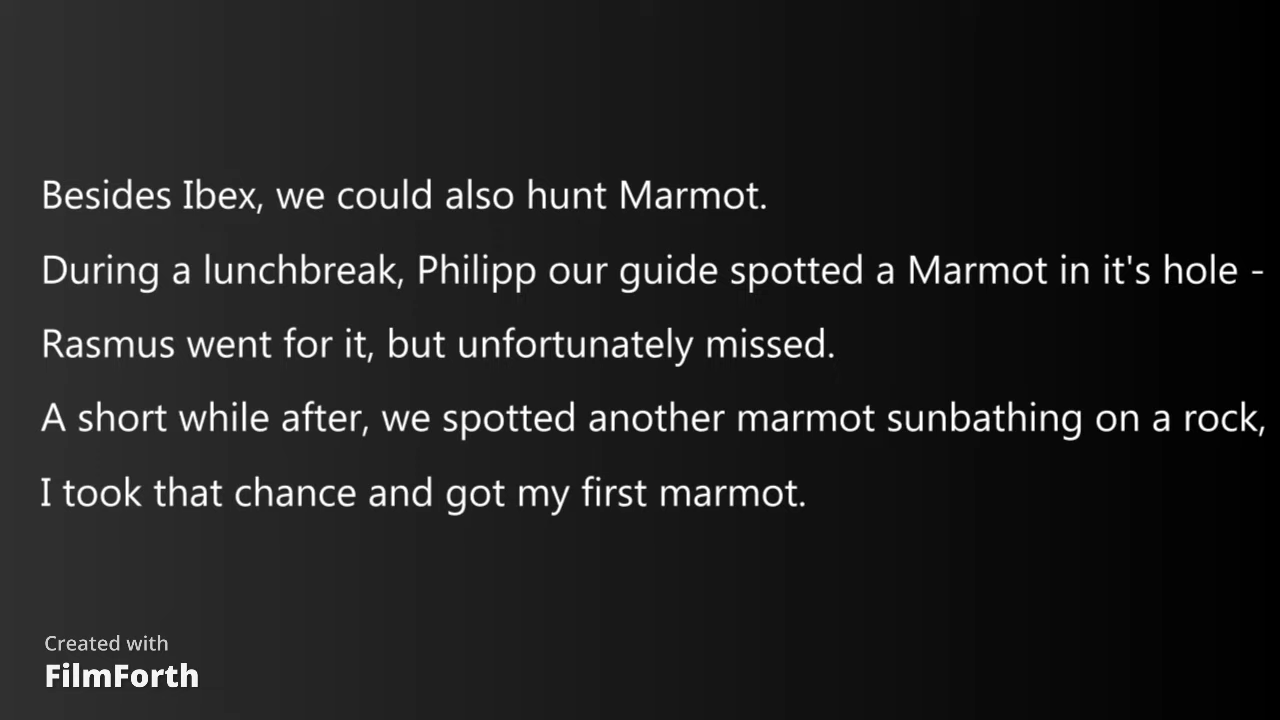 Besides Ibex, we could also hunt Marmot.
During a lunchbreak, Philipp our guide spotted a Marmot in it's hole -
Rasmus went for it, but unfortunately missed.
A short while after, we spotted another marmot sunbathing on a rock,
I took that chance and got my first marmot.
Created with
FilmForth